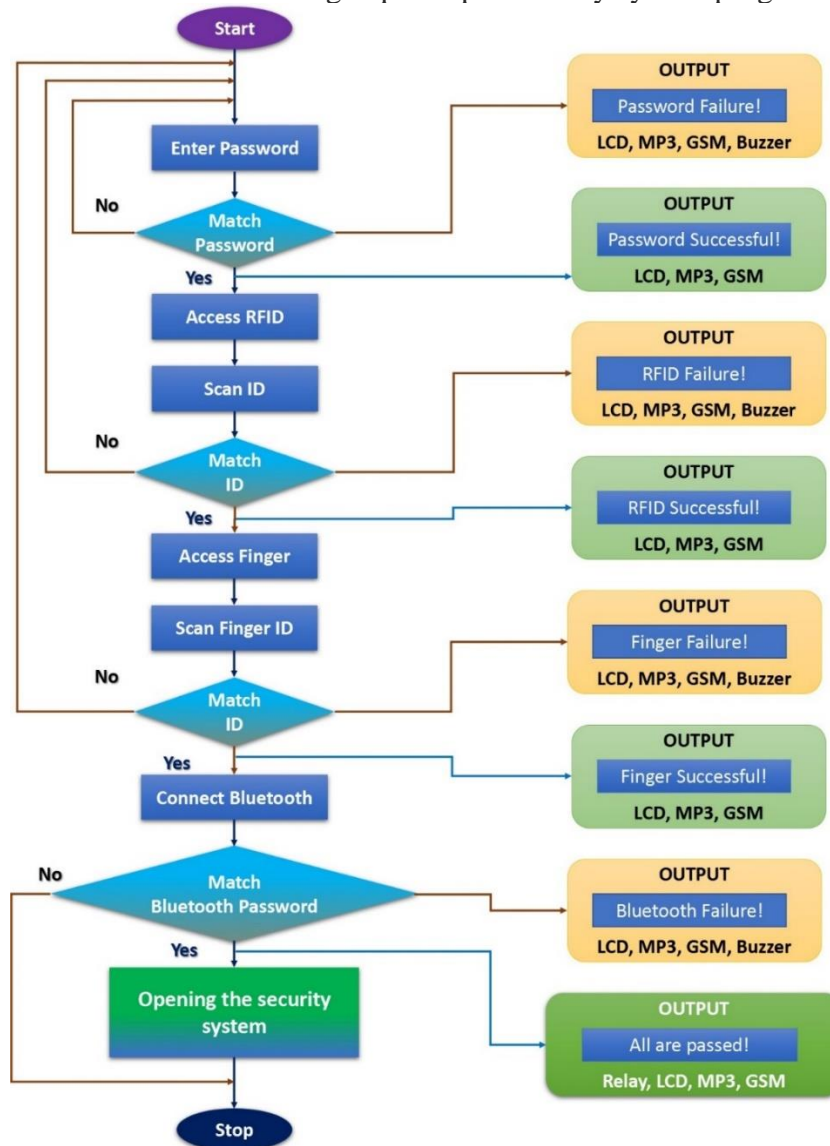 Start
OUTPUT
Password Failure!
LCD, MP3, GSM, Buzzer
Enter Password
No
Match
Password
OUTPUT
Password Successful!
LCD, MP3, GSM
Yes
Access RFID
OUTPUT
RFID Failure!
LCD, MP3, GSM, Buzzer
Scan ID
No
Match
ID
OUTPUT
RFID Successful!
LCD, MP3, GSM
Yes
Access Finger
OUTPUT
Finger Failure!
LCD, MP3, GSM, Buzzer
Scan Finger ID
No
Match
ID
OUTPUT
Finger Successful!
LCD, MP3, GSM
Yes
Connect Bluetooth
OUTPUT
Bluetooth Failure!
LCD, MP3, GSM, Buzzer
No
Match
Bluetooth Password
Yes
Opening the security
system
OUTPUT
All are passed!
Relay, LCD, MP3, GSM
Stop